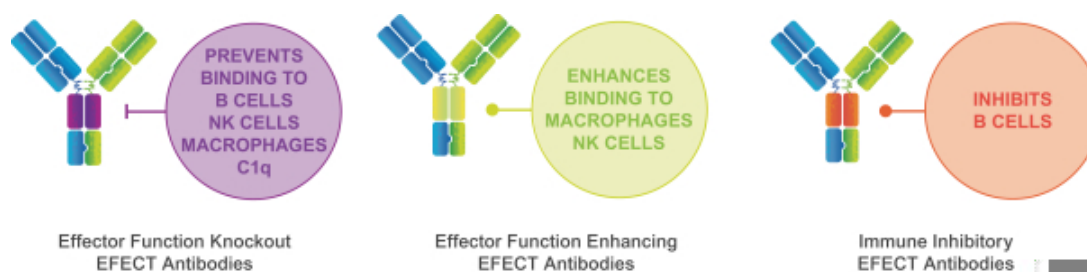 PREVENTS
BINDING TO
B CELLS
NK CELLS
MACROPHAGES
C1q
Effector Function Knockout
EFECT Antibodies
ENHANCES
BINDING TO
MACROPHAGES
NK CELLS
Effector Function Enhancing
EFECT Antibodies
INHIBITS
B CELLS
Immune Inhibitory
EFECT Antibodies